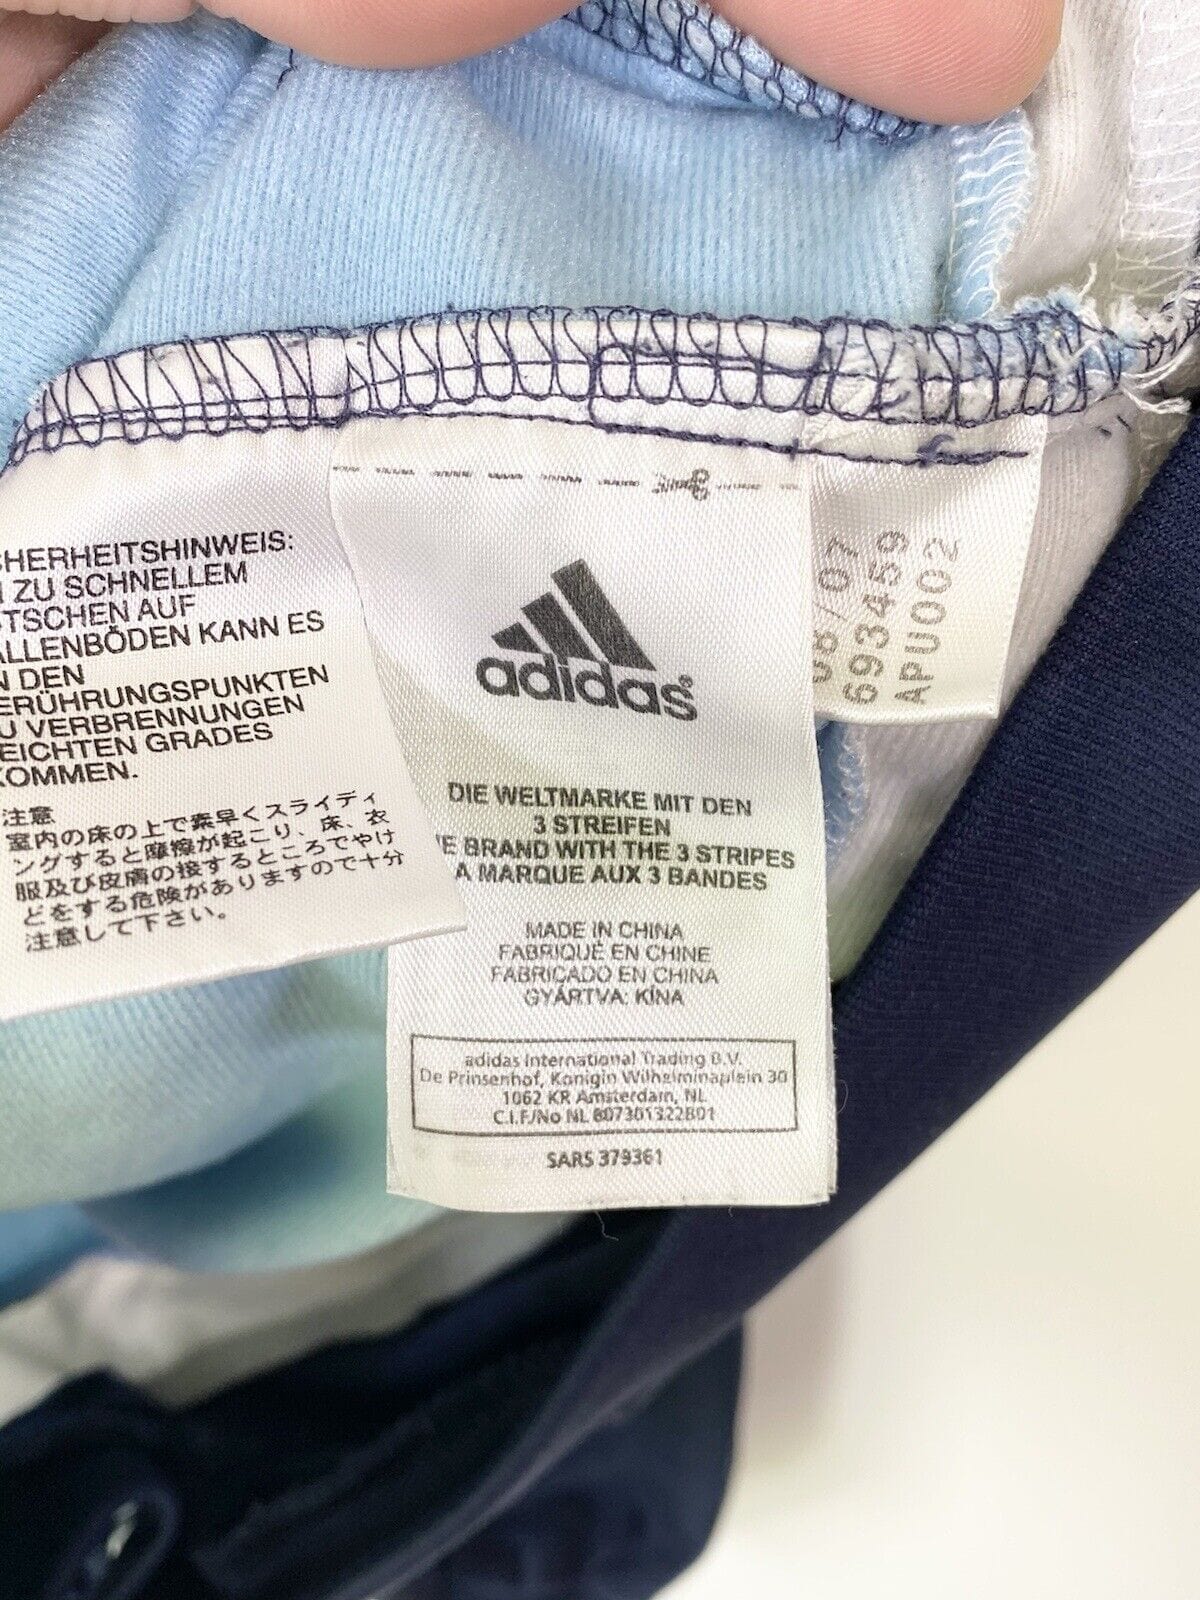 HERHEITSHINWEIS:
ZU SCHNELLEM
TSCHEN AUF
ALLENBÖDEN KANN ES
N DEN
ERÜHRUNGSPUNKTEN
U VERBRENNUNGEN
EICHTEN GRADES
KOMMEN.
注意
室内の床の上で素早くスライディ
ングすると摩擦が起こり、床、衣
服及び皮膚の接するところでやけ
どをする危険がありますので十分
注意して下さい。
adidas®
DIE WELTMARKE MIT DEN
3 STREIFEN
E BRAND WITH THE 3 STRIPES
A MARQUE AUX 3 BANDES
MADE IN CHINA
FABRIQUÉ EN CHINE
FABRICADO EN CHINA
GYÁRTVA: KÍNA
adidas International Trading B.V.
De Prinsenhof, Konigin Wilhelminaplein 30
1062 KR Amsterdam, NL
C.I.F/No NL 807301322B01
SARS 379361
08/07
693459
APU002